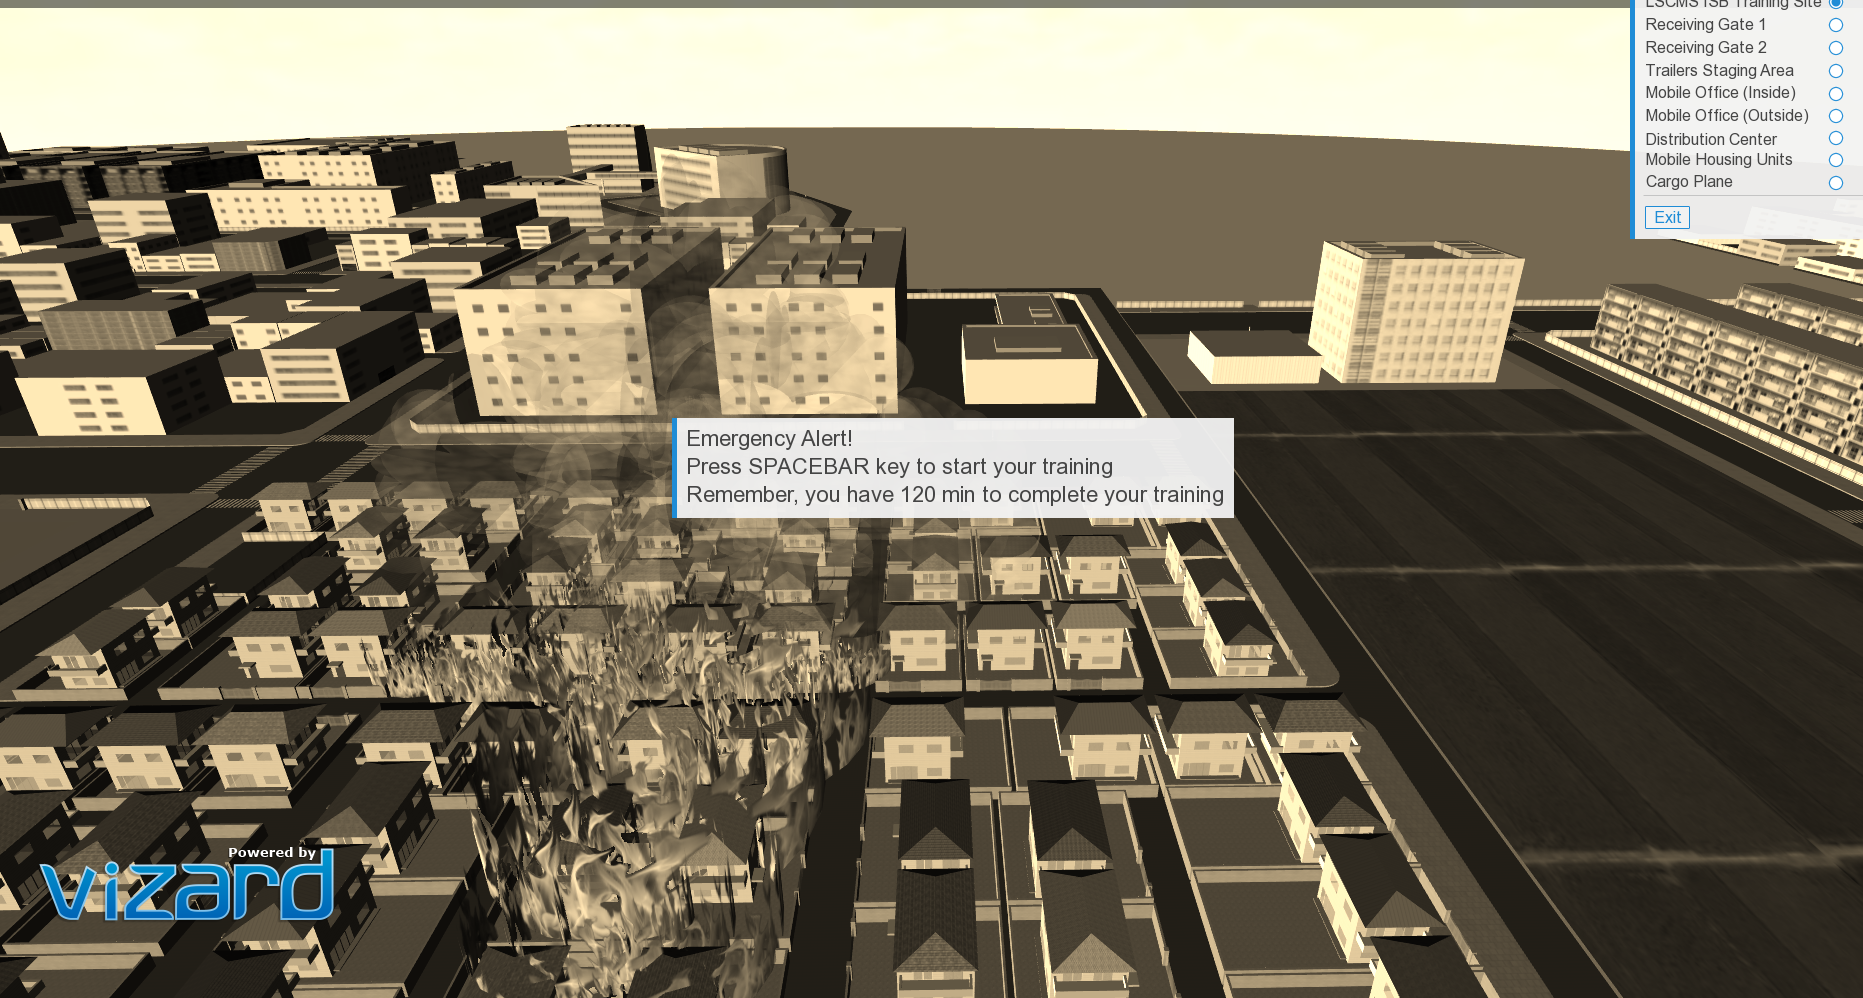 LSCMS ISB Training Site
Receiving Gate 1
Receiving Gate 2
Trailers Staging Area
Mobile Office (Inside)
Mobile Office (Outside)
Distribution Center
Mobile Housing Units
Cargo Plane
Exit
Emergency Alert!
Press SPACEBAR key to start your training
Remember, you have 120 min to complete your training
Powered by
vizard